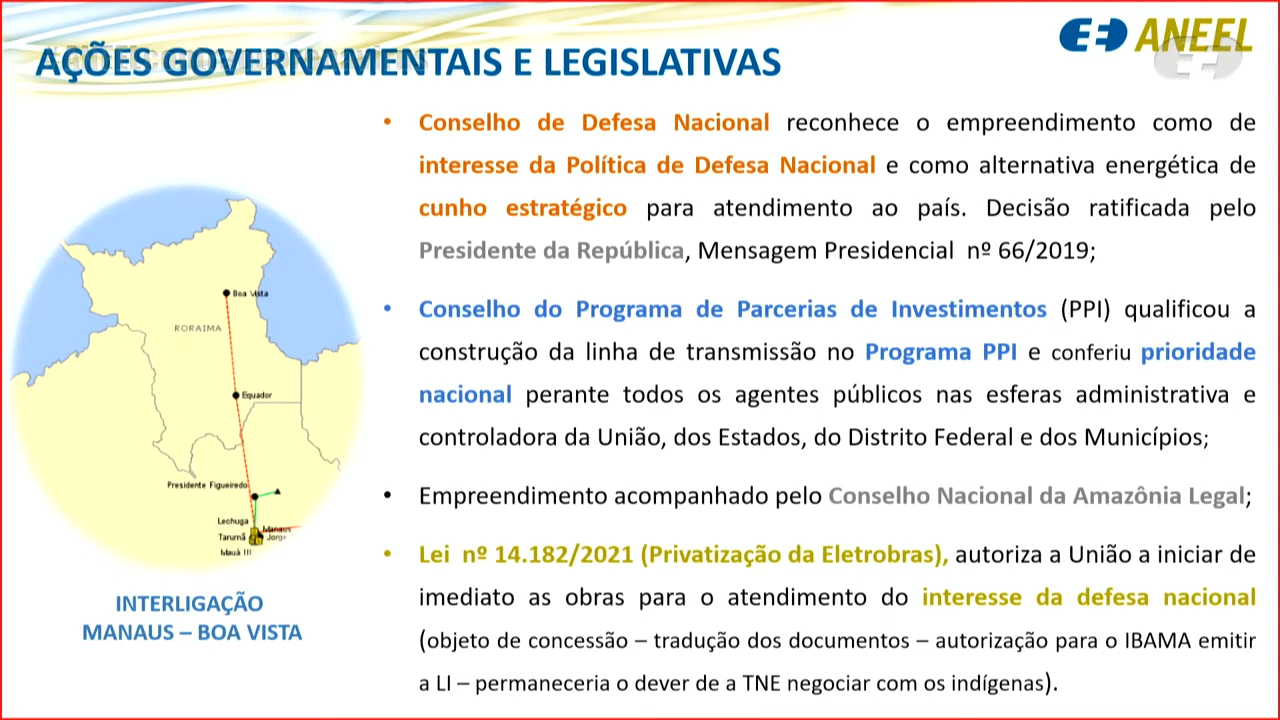 ANEEL
AÇÕES GOVERNAMENTAIS E LEGISLATIVAS
• Conselho de Defesa Nacional reconhece o empreendimento como de
interesse da Política de Defesa Nacional e como alternativa energética de
cunho estratégico para atendimento ao país. Decisão ratificada pelo
Presidente da República, Mensagem Presidencial nº 66/2019;
• Conselho do Programa de Parcerias de Investimentos (PPI) qualificou a
construção da linha de transmissão no Programa PPI e conferiu prioridade
nacional perante todos os agentes públicos nas esferas administrativa e
controladora da União, dos Estados, do Distrito Federal e dos Municípios;
• Empreendimento acompanhado pelo Conselho Nacional da Amazônia Legal;
• Lei nº 14.182/2021 (Privatização da Eletrobras), autoriza a União a iniciar de
imediato as obras para o atendimento do interesse da defesa nacional
(objeto de concessão – tradução dos documentos – autorização para o IBAMA emitir
a LI – permaneceria o dever de a TNE negociar com os indígenas).
Boa Vista
RORAIMA
Equador
Presidente Figueiredo
Lechuga
Manaus
Tarumã
Jorge
Mauá III
INTERLIGAÇÃO
MANAUS – BOA VISTA